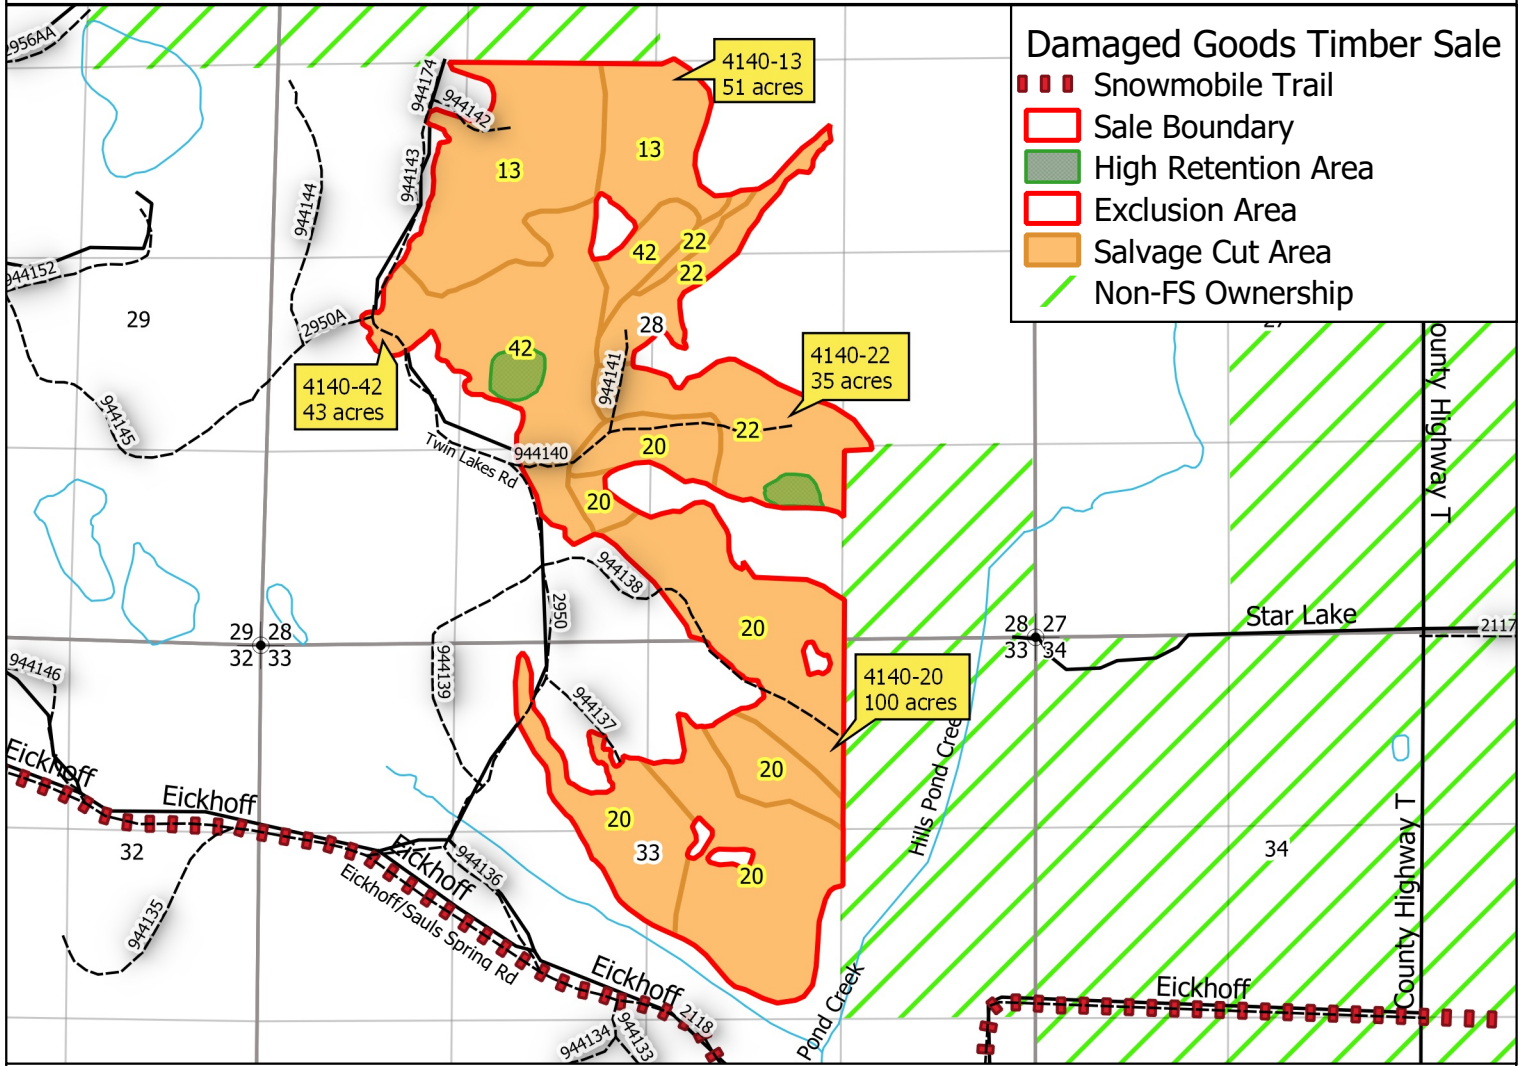 Damaged Goods Timber Sale
Snowmobile Trail
Sale Boundary
High Retention Area
Exclusion Area
Salvage Cut Area
Non-FS Ownership
2956AA
944174
944142
4140-13
51 acres
13
13
944143
944144
944152
29
2950A
42
22
22
28
42
4140-42
43 acres
4140-22
35 acres
944141
944145
22
20
944140
Twin Lakes Rd
20
ounty Highway T
944138
2950
944139
29 28
32 33
28 27
33 34
Star Lake
2117
20
944146
944137
4140-20
100 acres
20
Hills Pond Cree
Eickhoff
Eickhoff
20
33
20
32
34
Eickhoff
944136
Eickhoff/Sauls Spring Rd
944135
County Highway T
Eickhoff
2118
Eickhoff
Pond Creek
944134
944133